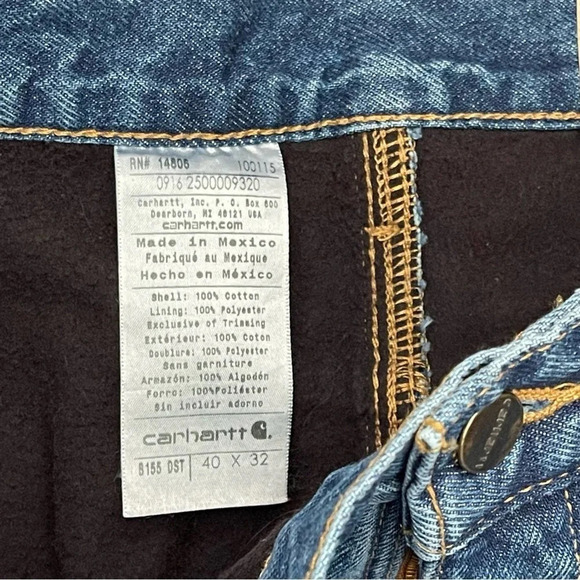 RN# 14806 100115
0916 2500009320
Carhartt, Inc. P. O. Box 600
Dearborn, MI 48121 USA
carhartt.com
Made in Mexico
Fabriqué au Mexique
Hecho en México
Shell: 100% Cotton
Lining: 100% Polyester
Exclusive of Trimming
Extérieur: 100% Coton
Doublure: 100% Polyester
Sans garniture
Armazón: 100% Algodón
Forro: 100%Poliéster
Sin incluir adorno
carhartt
B155 DST 40 X 32